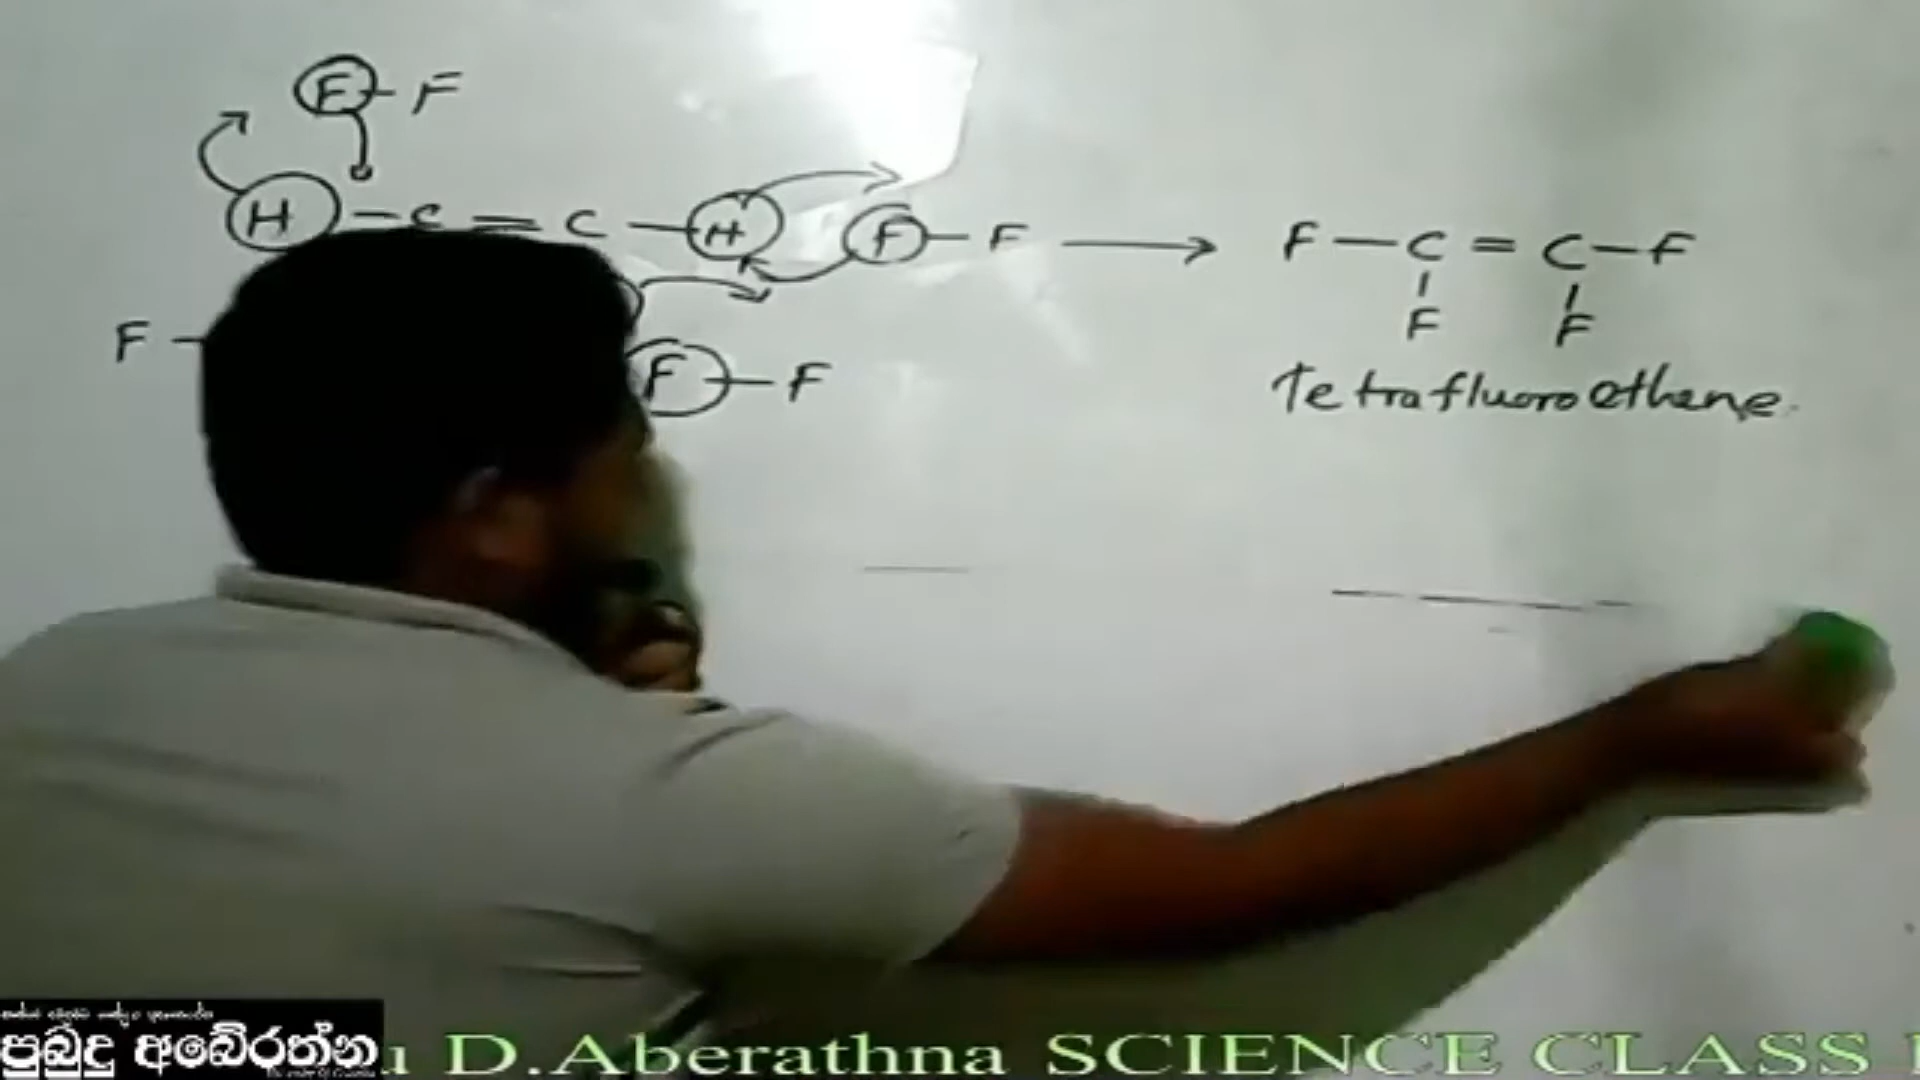 F - F
H - C = C - H F - F → F - C = C - F
F - F F
F - F
Tetrafluoroethene.
පුබුදු අබේරත්න
u D.Aberathna SCIENCE CLASS